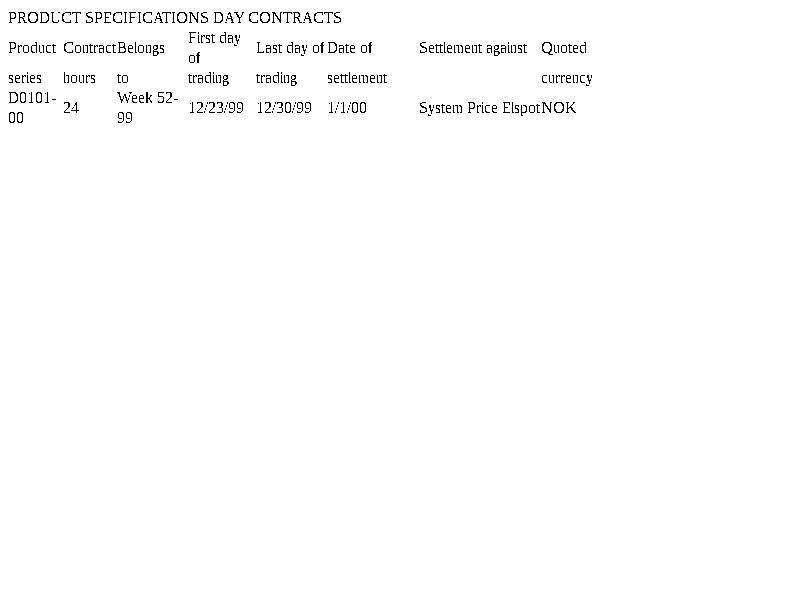 PRODUCT SPECIFICATIONS DAY CONTRACTS
Product Contract Belongs First day of Last day of Date of Settlement against Quoted
series hours to trading trading settlement currency
D0101-00 24 Week 52-99 12/23/99 12/30/99 1/1/00 System Price Elspot NOK